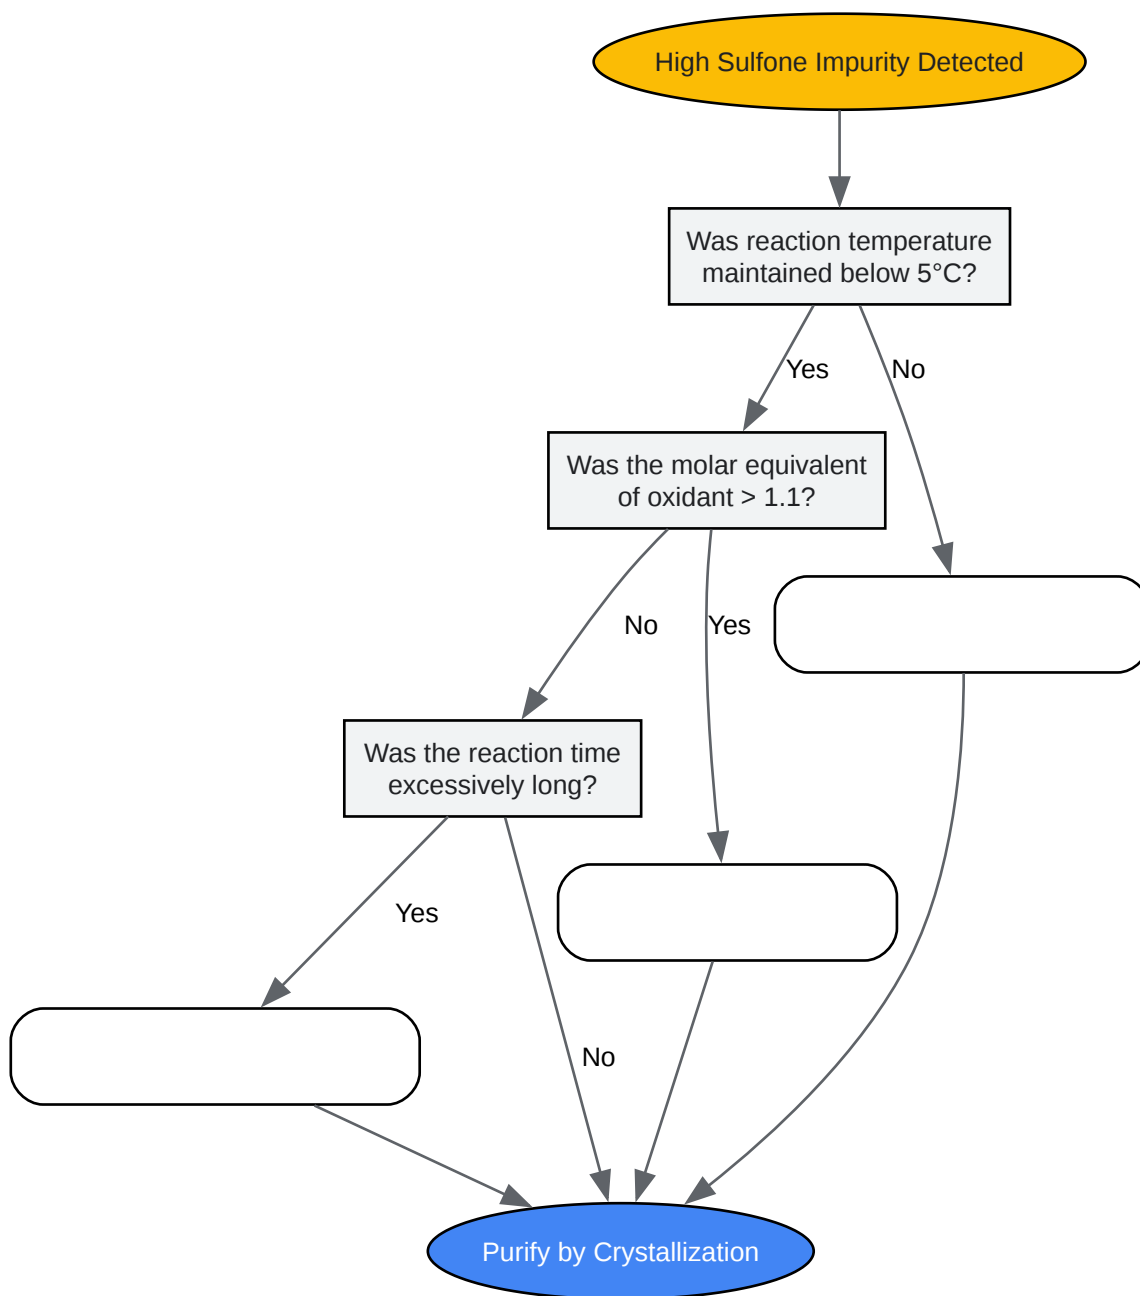 High Sulfone Impurity Detected
Was reaction temperature
maintained below 5°C?
Yes
No
Was the molar equivalent
of oxidant > 1.1?
No
Yes
Was the reaction time
excessively long?
Yes
No
Purify by Crystallization